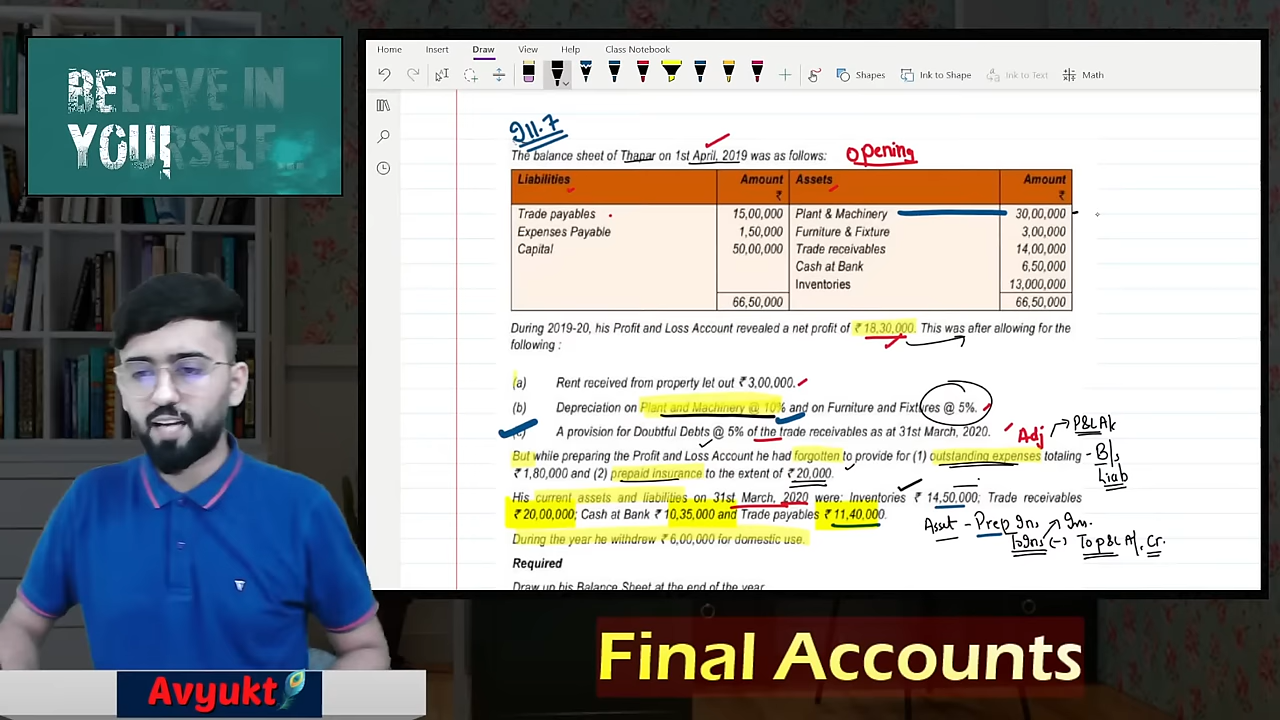 BELIEVE IN
YOURSELF...
Home Insert Draw View Help Class Notebook
Shapes Ink to Shape Ink to Text Math
Ill.7
The balance sheet of Thapar on 1st April, 2019 was as follows: Opening
Liabilities Amount ₹ Assets Amount ₹
Trade payables 15,00,000 Plant & Machinery 30,00,000
Expenses Payable 1,50,000 Furniture & Fixture 3,00,000
Capital 50,00,000 Trade receivables 14,00,000
Cash at Bank 6,50,000
Inventories 13,000,000
66,50,000 66,50,000
During 2019-20, his Profit and Loss Account revealed a net profit of ₹ 18,30,000. This was after allowing for the
following :
(a) Rent received from property let out ₹ 3,00,000.
(b) Depreciation on Plant and Machinery @ 10% and on Furniture and Fixtures @ 5%.
(c) A provision for Doubtful Debts @ 5% of the trade receivables as at 31st March, 2020.
Adj P&L A/c
But while preparing the Profit and Loss Account he had forgotten to provide for (1) outstanding expenses totaling
₹ 1,80,000 and (2) prepaid insurance to the extent of ₹ 20,000.
B/s
Liab
His current assets and liabilities on 31st March, 2020 were: Inventories ₹ 14,50,000; Trade receivables
₹ 20,00,000; Cash at Bank ₹ 10,35,000 and Trade payables ₹ 11,40,000.
Asset - Prep Ins
To Ins (-) To P&L A/c Cr.
During the year he withdrew ₹ 6,00,000 for domestic use.
Required
Draw up his Balance Sheet at the end of the year
Final Accounts
Avyukt